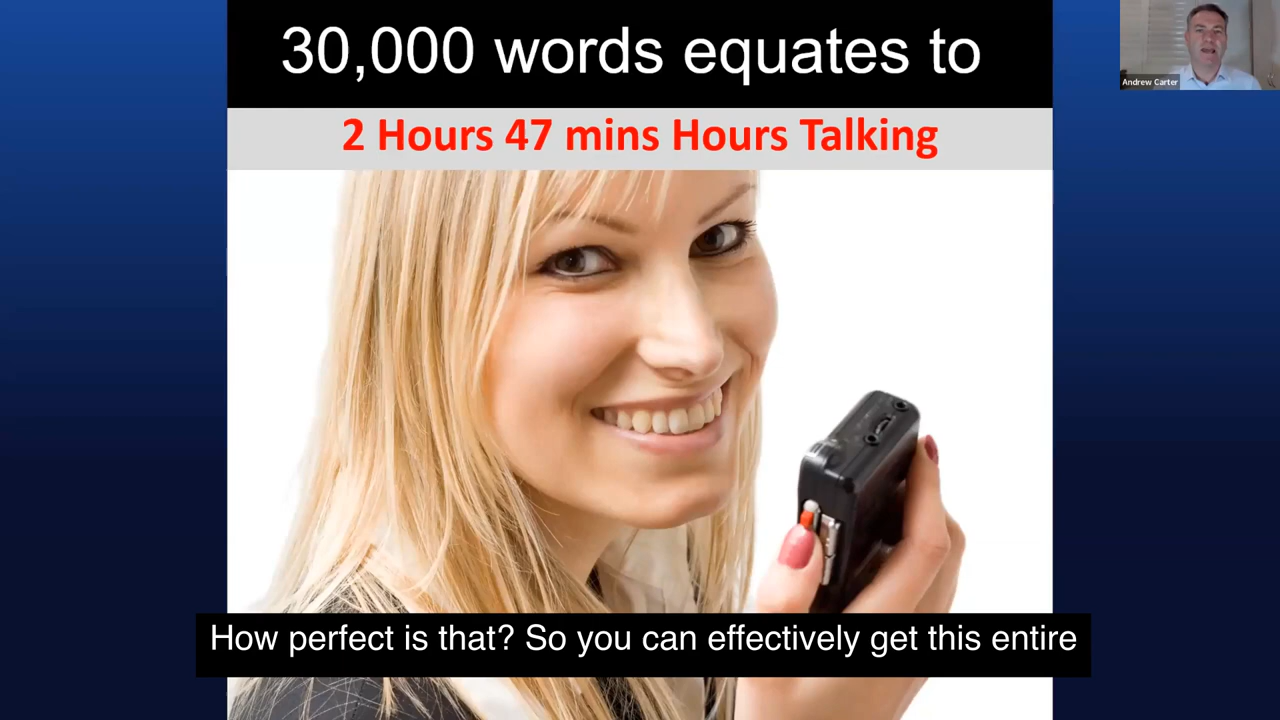 30,000 words equates to
2 Hours 47 mins Hours Talking
Andrew Carter
How perfect is that? So you can effectively get this entire